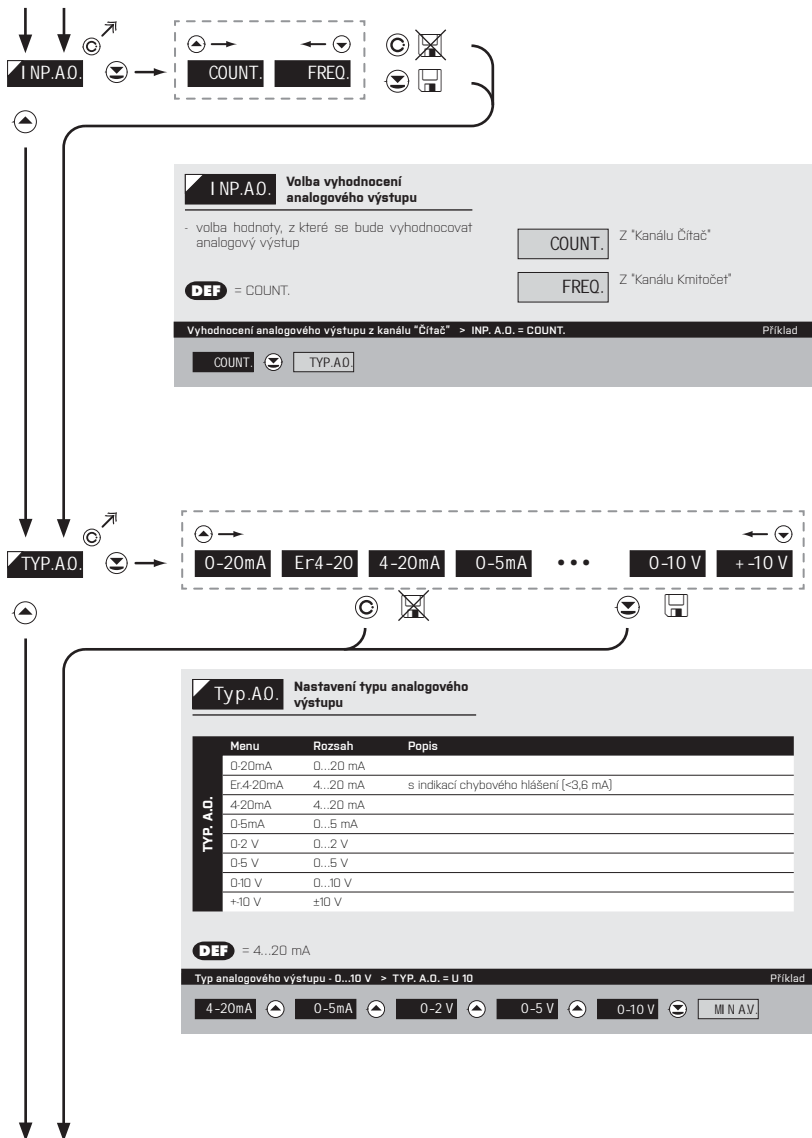 INP.A.O.
COUNT. FREQ.
INP.A.O. Volba vyhodnocení
analogového výstupu
- volba hodnoty, z které se bude vyhodnocovat
analogový výstup
COUNT. Z "Kanálu Čítač"
DEF = COUNT.
FREQ. Z "Kanálu Kmitočet"
Vyhodnocení analogového výstupu z kanálu "Čítač" > INP. A.O. = COUNT. Příklad
COUNT. TYP.A.O.
TYP.A.O.
0-20mA Er4-20 4-20mA 0-5mA ••• 0-10 V +-10 V
Typ.A.O. Nastavení typu analogového
výstupu
TYP. A.O.
Menu Rozsah Popis
0-20mA 0...20 mA
Er.4-20mA 4...20 mA s indikací chybového hlášení (<3,6 mA)
4-20mA 4...20 mA
0-5mA 0...5 mA
0-2 V 0...2 V
0-5 V 0...5 V
0-10 V 0...10 V
+-10 V ±10 V
DEF = 4...20 mA
Typ analogového výstupu - 0...10 V > TYP. A.O. = U 10 Příklad
4-20mA 0-5mA 0-2 V 0-5 V 0-10 V MIN A.V.